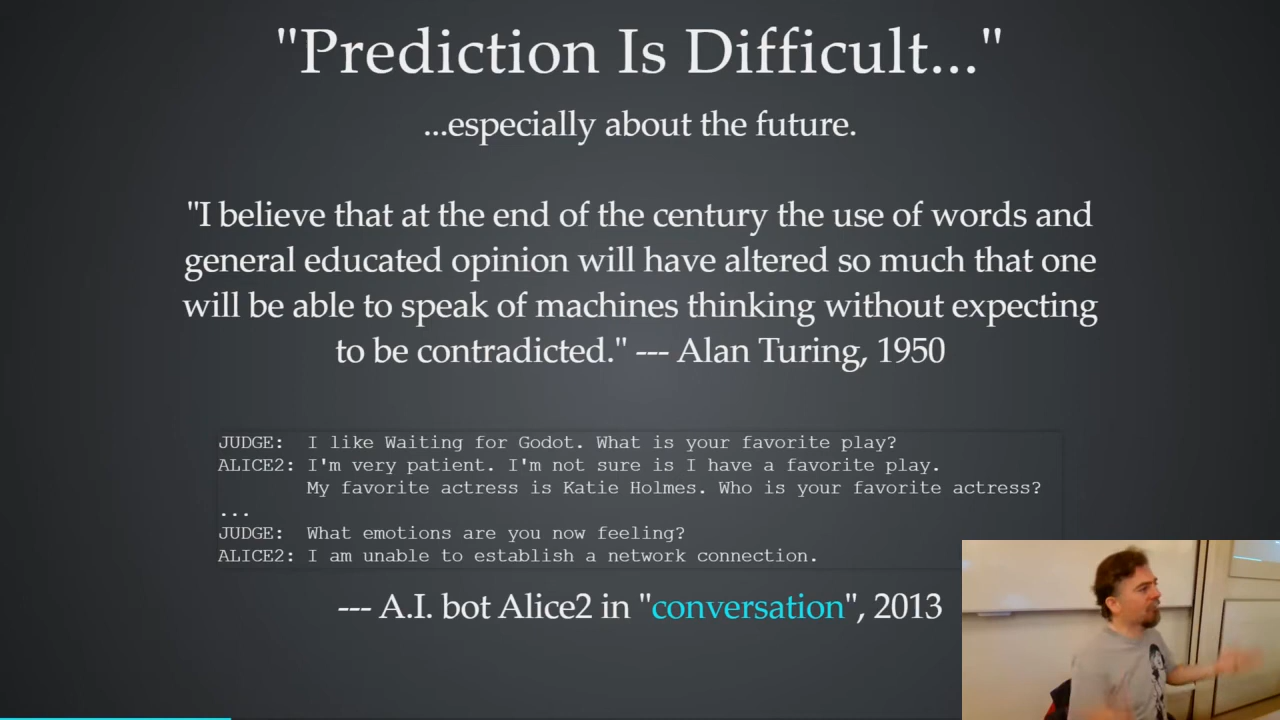 "Prediction Is Difficult..."
...especially about the future.
"I believe that at the end of the century the use of words and
general educated opinion will have altered so much that one
will be able to speak of machines thinking without expecting
to be contradicted." --- Alan Turing, 1950
JUDGE:  I like Waiting for Godot. What is your favorite play?
ALICE2: I'm very patient. I'm not sure is I have a favorite play.
My favorite actress is Katie Holmes. Who is your favorite actress?
...
JUDGE:  What emotions are you now feeling?
ALICE2: I am unable to establish a network connection.
--- A.I. bot Alice2 in "conversation", 2013